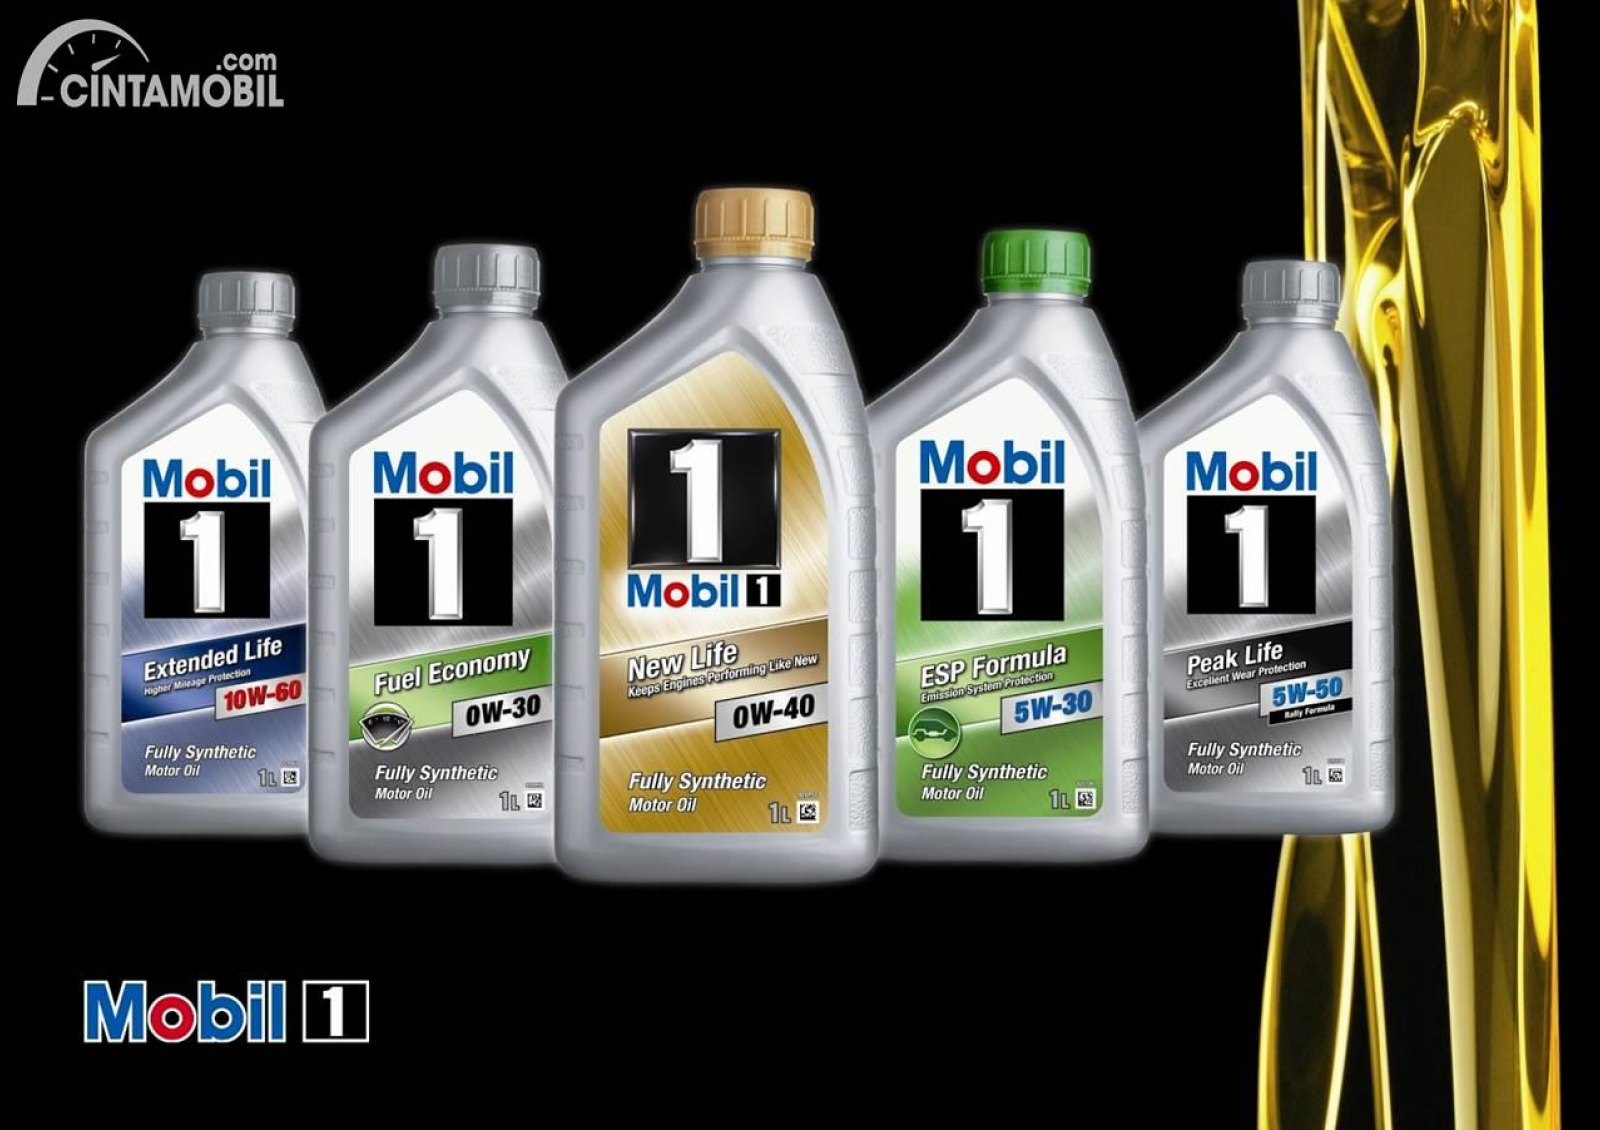 .com
CINTAMOBIL
Mobil
1
Extended Life
Higher Mileage Protection
10W-60
Fully Synthetic
Motor Oil
1L
Mobil
1
Fuel Economy
0W-30
Fully Synthetic
Motor Oil
1L
1
Mobil 1
New Life
Keeps Engines Performing Like New
0W-40
Fully Synthetic
Motor Oil
1L
Mobil
1
ESP Formula
Emission System Protection
5W-30
Fully Synthetic
Motor Oil
1L
Mobil
1
Peak Life
Excellent Wear Protection
5W-50
Rally Formula
Fully Synthetic
Motor Oil
1L
Mobil 1